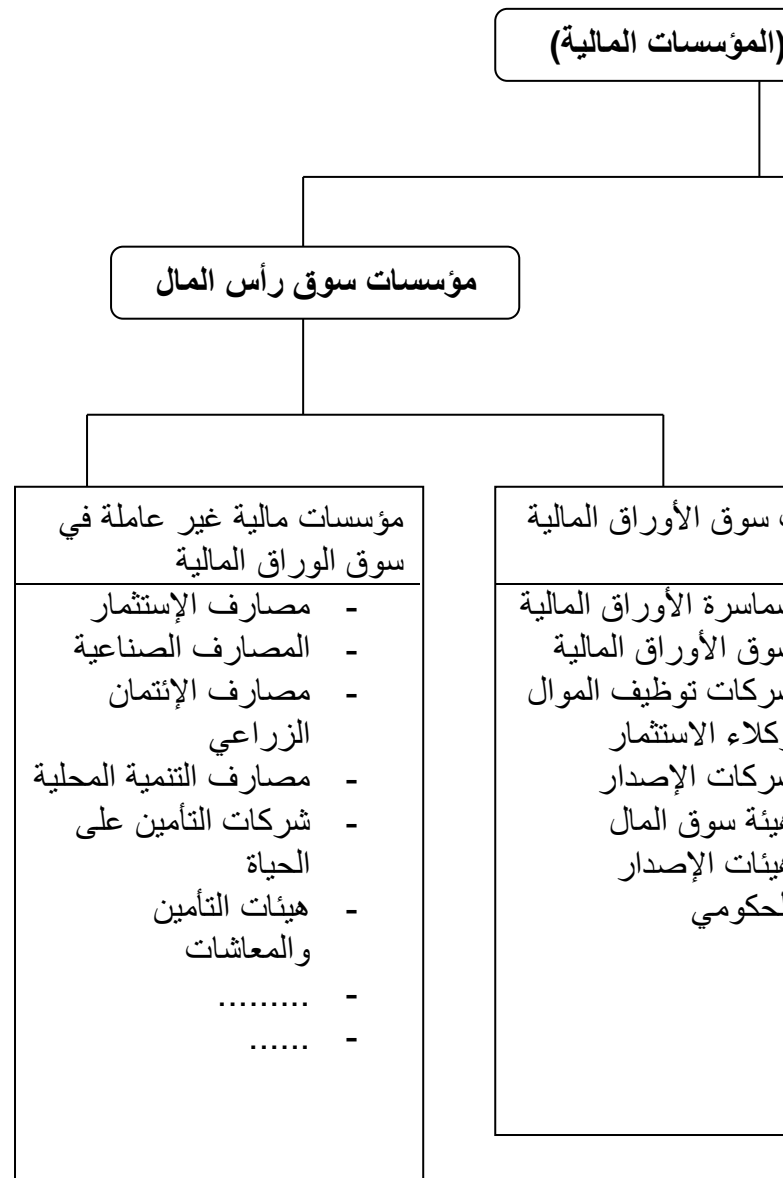 (المؤسسات المالية)
مؤسسات سوق رأس المال
سوق الأوراق المالية
سماسرة الأوراق المالية
سوق الأوراق المالية
شركات توظيف الموال
وكلاء الاستثمار
شركات الإصدار
هيئة سوق المال
هيئات الإصدار
الحكومي
مؤسسات مالية غير عاملة في
سوق الوراق المالية
- مصارف الإستثمار
- المصارف الصناعية
- مصارف الإئتمان
الزراعي
- مصارف التنمية المحلية
- شركات التأمين على
الحياة
- هيئات التأمين
والمعاشات
- .........
- ......